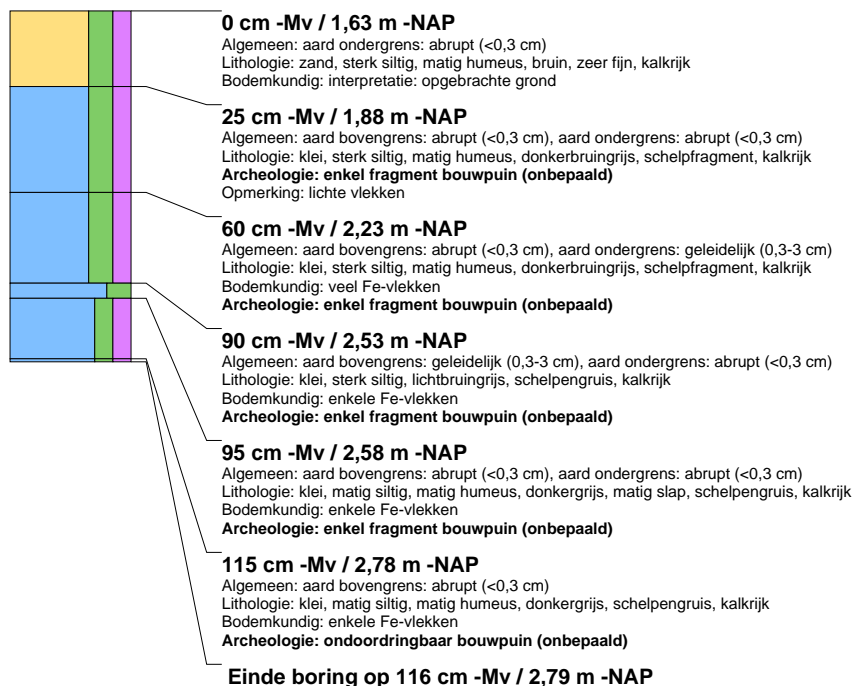 0 cm -Mv / 1,63 m -NAP
Algemeen: aard ondergrens: abrupt (<0,3 cm)
Lithologie: zand, sterk siltig, matig humeus, bruin, zeer fijn, kalkrijk
Bodemkundig: interpretatie: opgebrachte grond
25 cm -Mv / 1,88 m -NAP
Algemeen: aard bovengrens: abrupt (<0,3 cm), aard ondergrens: abrupt (<0,3 cm)
Lithologie: klei, sterk siltig, matig humeus, donkerbruingrijs, schelpfragment, kalkrijk
Archeologie: enkel fragment bouwpuin (onbepaald)
Opmerking: lichte vlekken
60 cm -Mv / 2,23 m -NAP
Algemeen: aard bovengrens: abrupt (<0,3 cm), aard ondergrens: geleidelijk (0,3-3 cm)
Lithologie: klei, sterk siltig, matig humeus, donkerbruingrijs, schelpfragment, kalkrijk
Bodemkundig: veel Fe-vlekken
Archeologie: enkel fragment bouwpuin (onbepaald)
90 cm -Mv / 2,53 m -NAP
Algemeen: aard bovengrens: geleidelijk (0,3-3 cm), aard ondergrens: abrupt (<0,3 cm)
Lithologie: klei, sterk siltig, lichtbruingrijs, schelpengruis, kalkrijk
Bodemkundig: enkele Fe-vlekken
Archeologie: enkel fragment bouwpuin (onbepaald)
95 cm -Mv / 2,58 m -NAP
Algemeen: aard bovengrens: abrupt (<0,3 cm), aard ondergrens: abrupt (<0,3 cm)
Lithologie: klei, matig siltig, matig humeus, donkergrijs, matig slap, schelpengruis, kalkrijk
Bodemkundig: enkele Fe-vlekken
Archeologie: enkel fragment bouwpuin (onbepaald)
115 cm -Mv / 2,78 m -NAP
Algemeen: aard bovengrens: abrupt (<0,3 cm)
Lithologie: klei, matig siltig, matig humeus, donkergrijs, schelpengruis, kalkrijk
Bodemkundig: enkele Fe-vlekken
Archeologie: ondoordringbaar bouwpuin (onbepaald)
Einde boring op 116 cm -Mv / 2,79 m -NAP